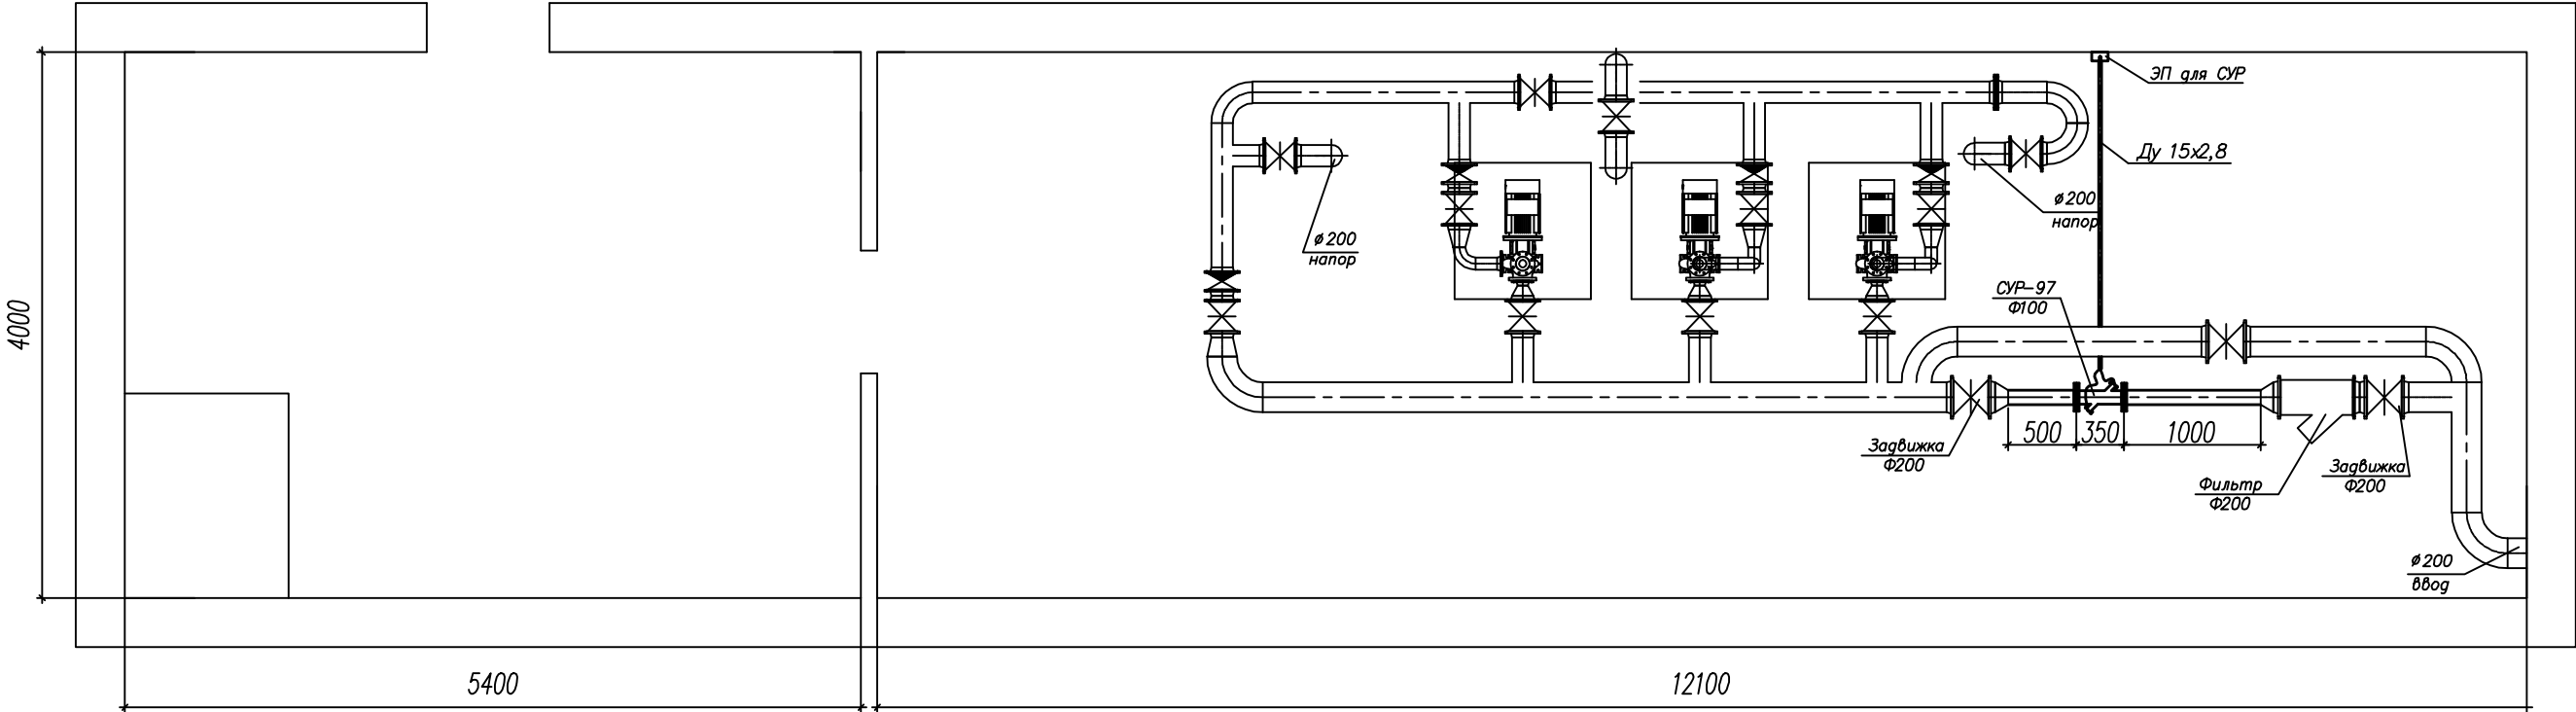 ЭП для СУР
Ду 15х2,8
ø200
напор
ø200
напор
СУР-97
Ф100
4000
500
350
1000
Задвижка
Ф200
Задвижка
Ф200
Фильтр
Ф200
ø200
ввод
5400
12100